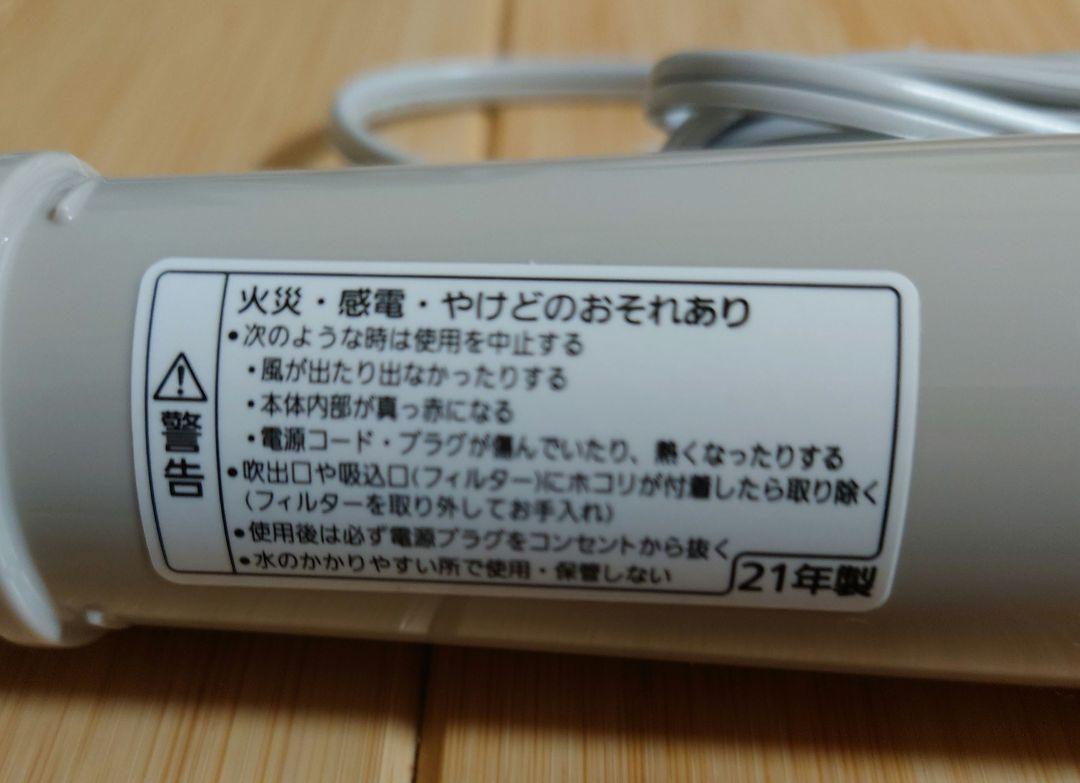 警告
火災・感電・やけどのおそれあり
•次のような時は使用を中止する
・風が出たり出なかったりする
・本体内部が真っ赤になる
・電源コード・プラグが傷んでいたり、熱くなったりする
•吹出口や吸込口(フィルター)にホコリが付着したら取り除く
(フィルターを取り外してお手入れ)
•使用後は必ず電源プラグをコンセントから抜く
•水のかかりやすい所で使用・保管しない
21年製